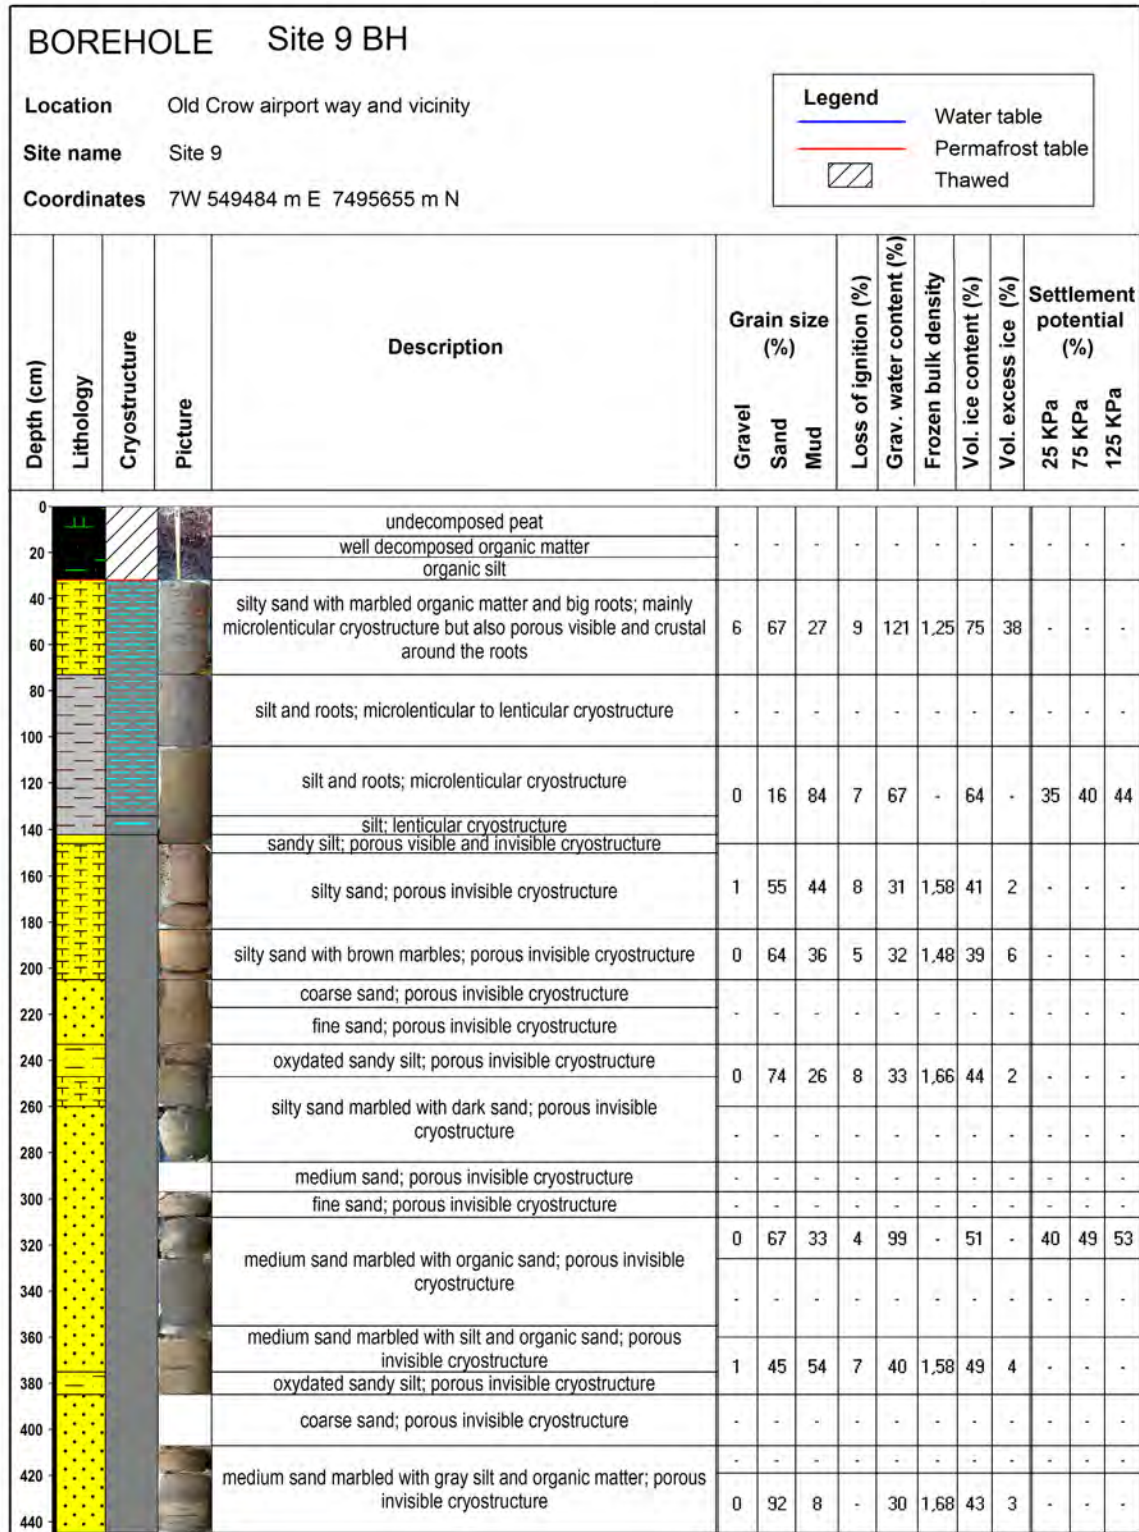 BOREHOLE Site 9 BH
Location Old Crow airport way and vicinity
Site name Site 9
Coordinates 7W 549484 m E 7495655 m N
Legend
Water table
Permafrost table
Thawed
Depth (cm)
Lithology
Cryostructure
Picture
Description
Grain size
(%)
Gravel
Sand
Mud
Loss of ignition (%)
Grav. water content (%)
Frozen bulk density
Vol. ice content (%)
Vol. excess ice (%)
Settlement
potential
(%)
25 KPa
75 KPa
125 KPa
0
20
40
60
80
100
120
140
160
180
200
220
240
260
280
300
320
340
360
380
400
420
440
undecomposed peat
well decomposed organic matter
organic silt
- - - - - - - - - - -
silty sand with marbled organic matter and big roots; mainly
microlenticular cryostructure but also porous visible and crustal
around the roots
6 67 27 9 121 1,25 75 38 - - -
silt and roots; microlenticular to lenticular cryostructure
- - - - - - - - - - -
silt and roots; microlenticular cryostructure
0 16 84 7 67 - 64 - 35 40 44
silt; lenticular cryostructure
sandy silt; porous visible and invisible cryostructure
silty sand; porous invisible cryostructure
1 55 44 8 31 1,58 41 2 - - -
silty sand with brown marbles; porous invisible cryostructure
0 64 36 5 32 1,48 39 6 - - -
coarse sand; porous invisible cryostructure
fine sand; porous invisible cryostructure
- - - - - - - - - - -
oxydated sandy silt; porous invisible cryostructure
0 74 26 8 33 1,66 44 2 - - -
silty sand marbled with dark sand; porous invisible
cryostructure
- - - - - - - - - - -
medium sand; porous invisible cryostructure
- - - - - - - - - - -
fine sand; porous invisible cryostructure
- - - - - - - - - - -
0 67 33 4 99 - 51 - 40 49 53
medium sand marbled with organic sand; porous invisible
cryostructure
- - - - - - - - - - -
medium sand marbled with silt and organic sand; porous
invisible cryostructure
1 45 54 7 40 1,58 49 4 - - -
oxydated sandy silt; porous invisible cryostructure
coarse sand; porous invisible cryostructure
- - - - - - - - - - -
- - - - - - - - - - -
medium sand marbled with gray silt and organic matter; porous
invisible cryostructure
0 92 8 - 30 1,68 43 3 - - -